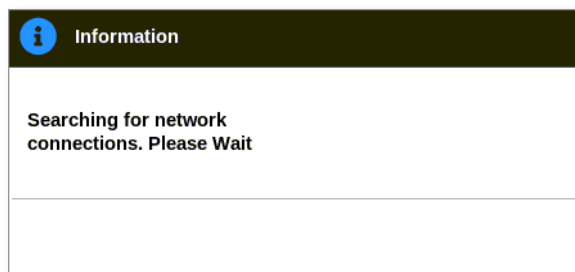 Information
Searching for network
connections. Please Wait